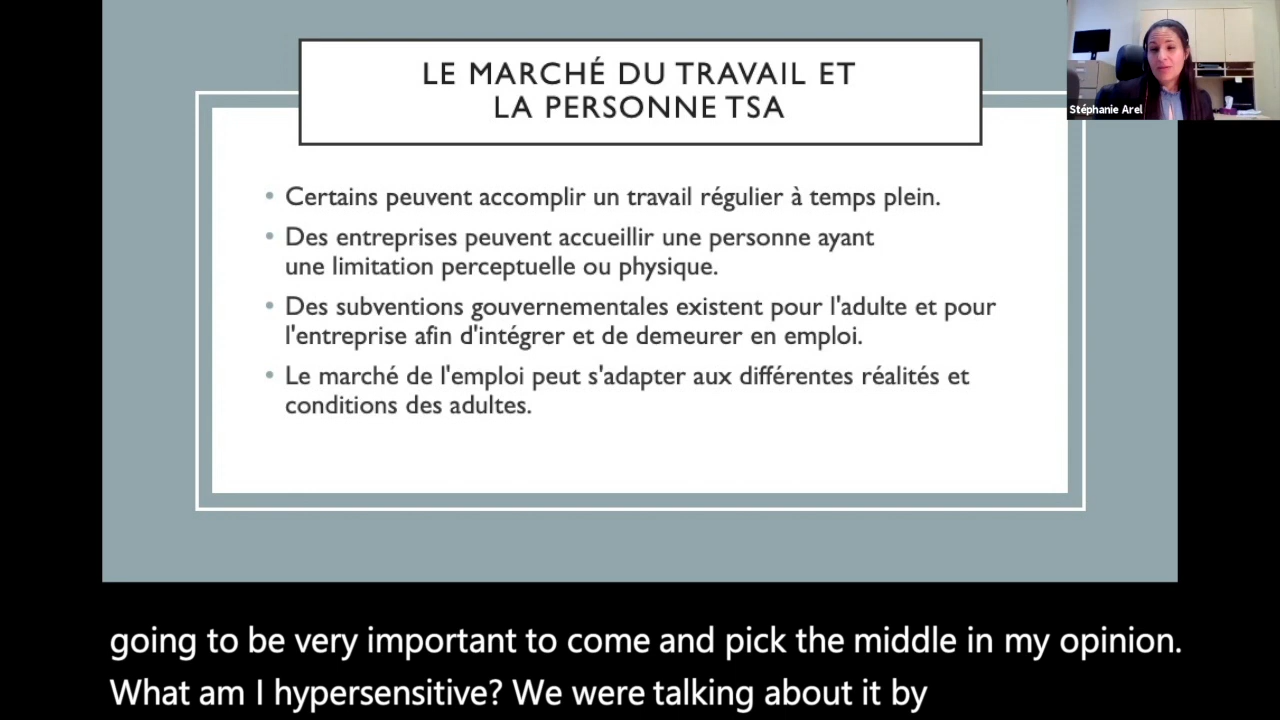 LE MARCHÉ DU TRAVAIL ET
LA PERSONNE TSA
Stéphanie Arel
• Certains peuvent accomplir un travail régulier à temps plein.
• Des entreprises peuvent accueillir une personne ayant
une limitation perceptuelle ou physique.
• Des subventions gouvernementales existent pour l'adulte et pour
l'entreprise afin d'intégrer et de demeurer en emploi.
• Le marché de l'emploi peut s'adapter aux différentes réalités et
conditions des adultes.
going to be very important to come and pick the middle in my opinion.
What am I hypersensitive? We were talking about it by